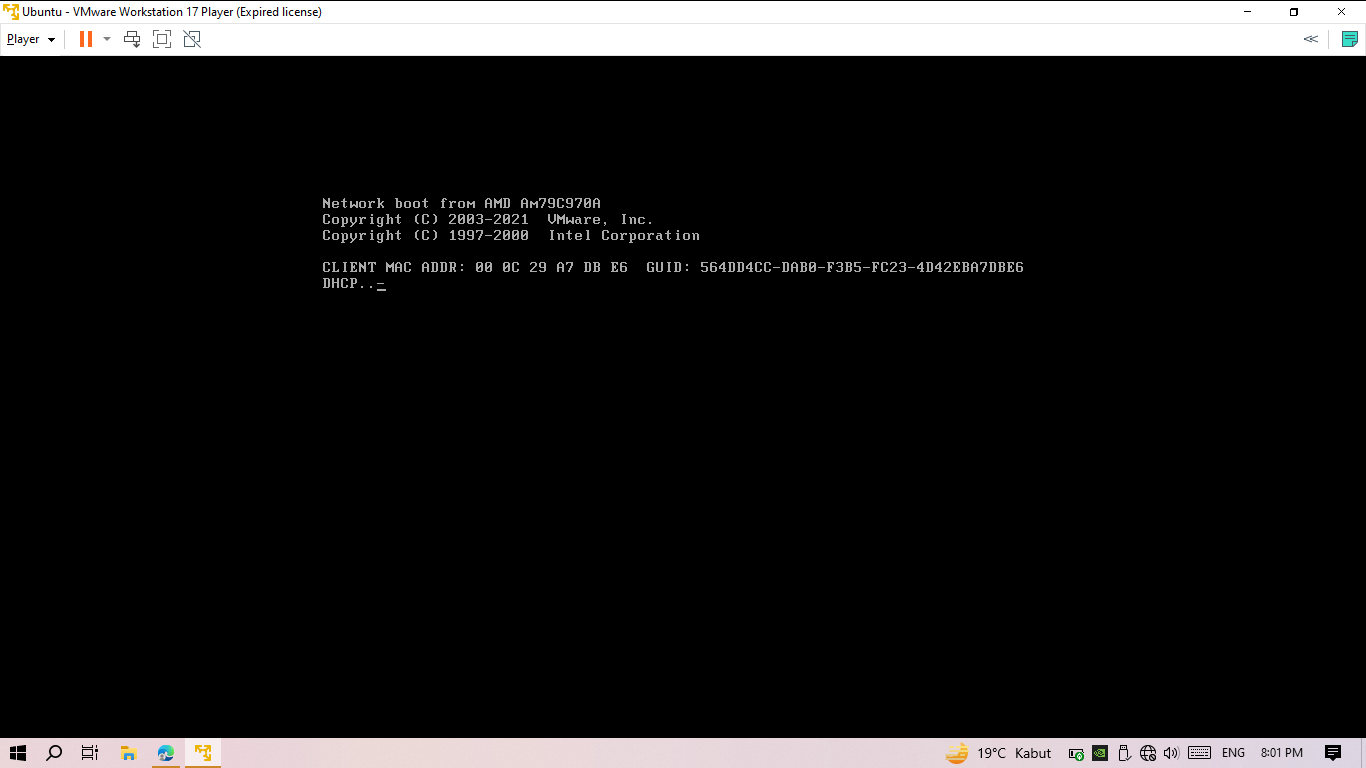 Ubuntu - VMware Workstation 17 Player (Expired license)
Player
Network boot from AMD Am79C970A
Copyright (C) 2003-2021  VMware, Inc.
Copyright (C) 1997-2000  Intel Corporation
CLIENT MAC ADDR: 00 0C 29 A7 DB E6  GUID: 564DD4CC-DAB0-F3B5-FC23-4D42EBA7DBE6
DHCP..-
19°C Kabut ENG 8:01 PM